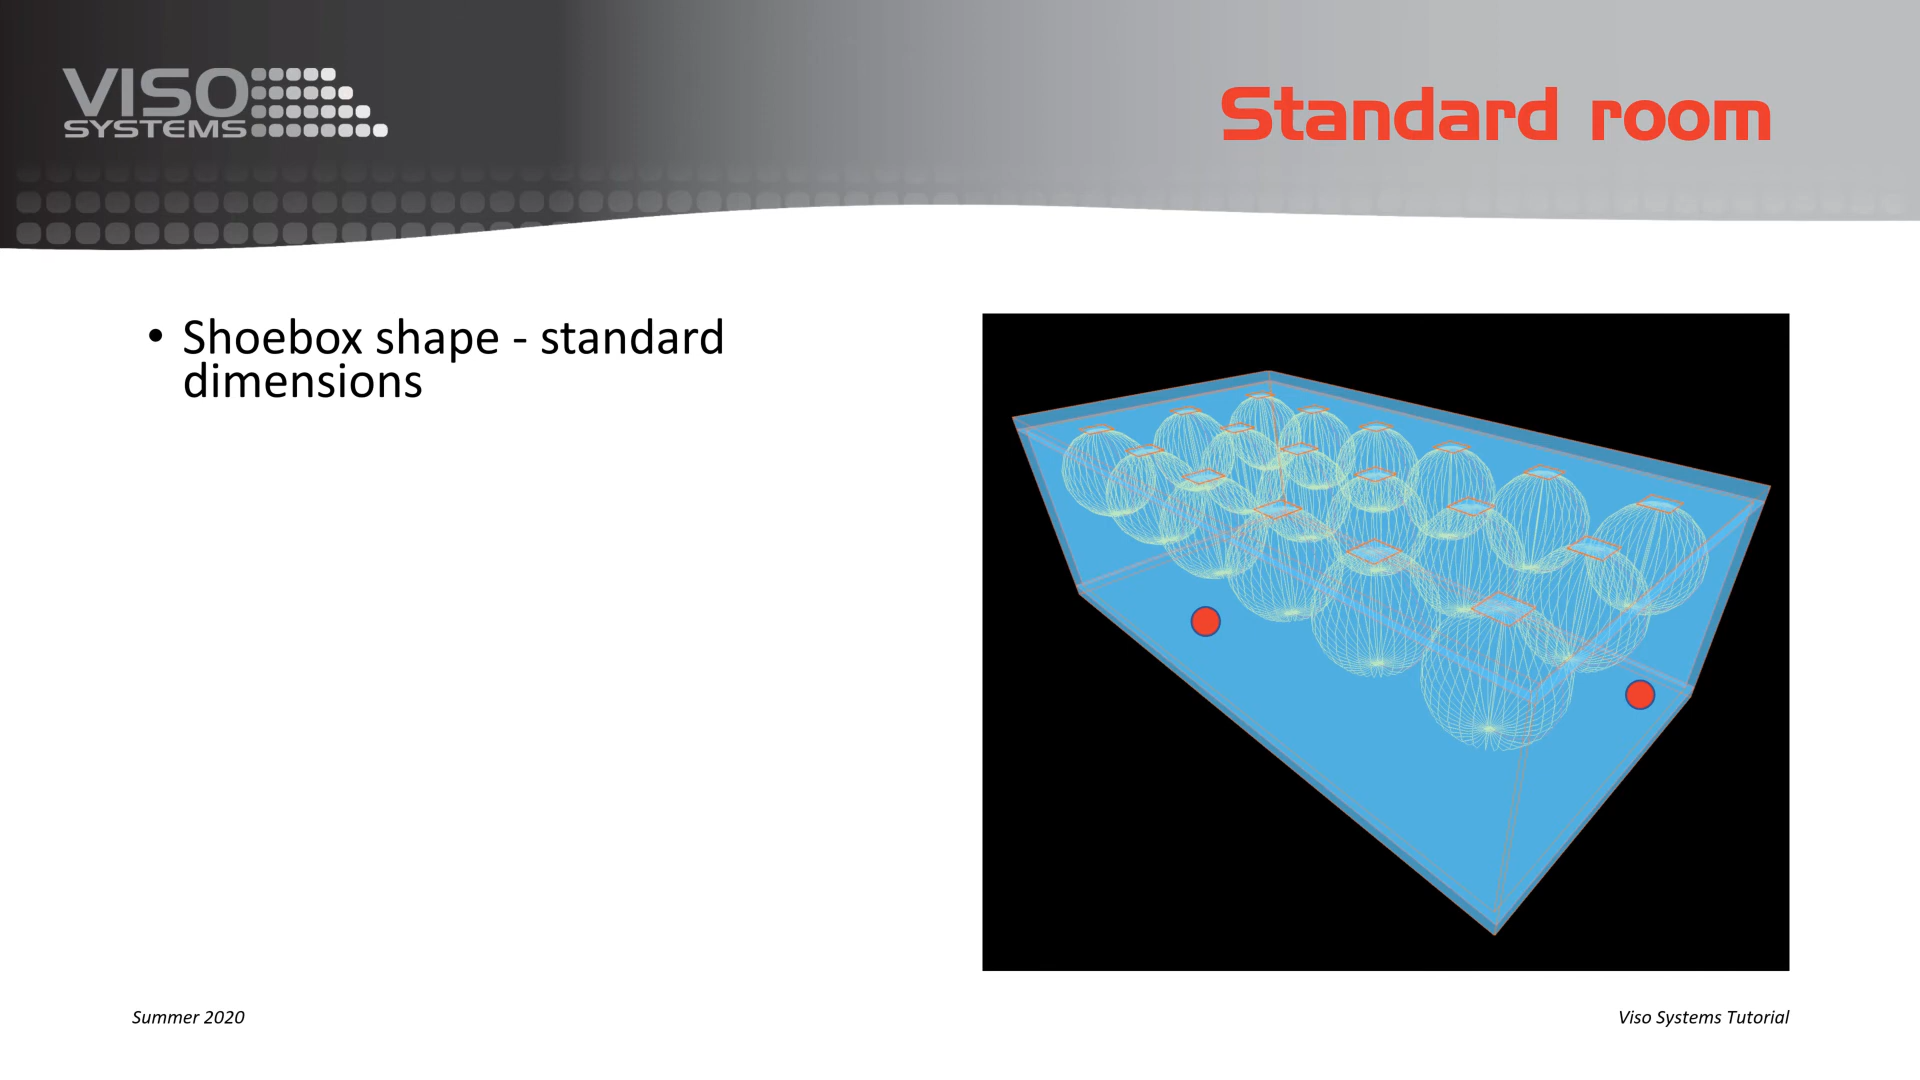 VISO
SYSTEMS
Standard room
• Shoebox shape - standard
dimensions
Summer 2020
Viso Systems Tutorial